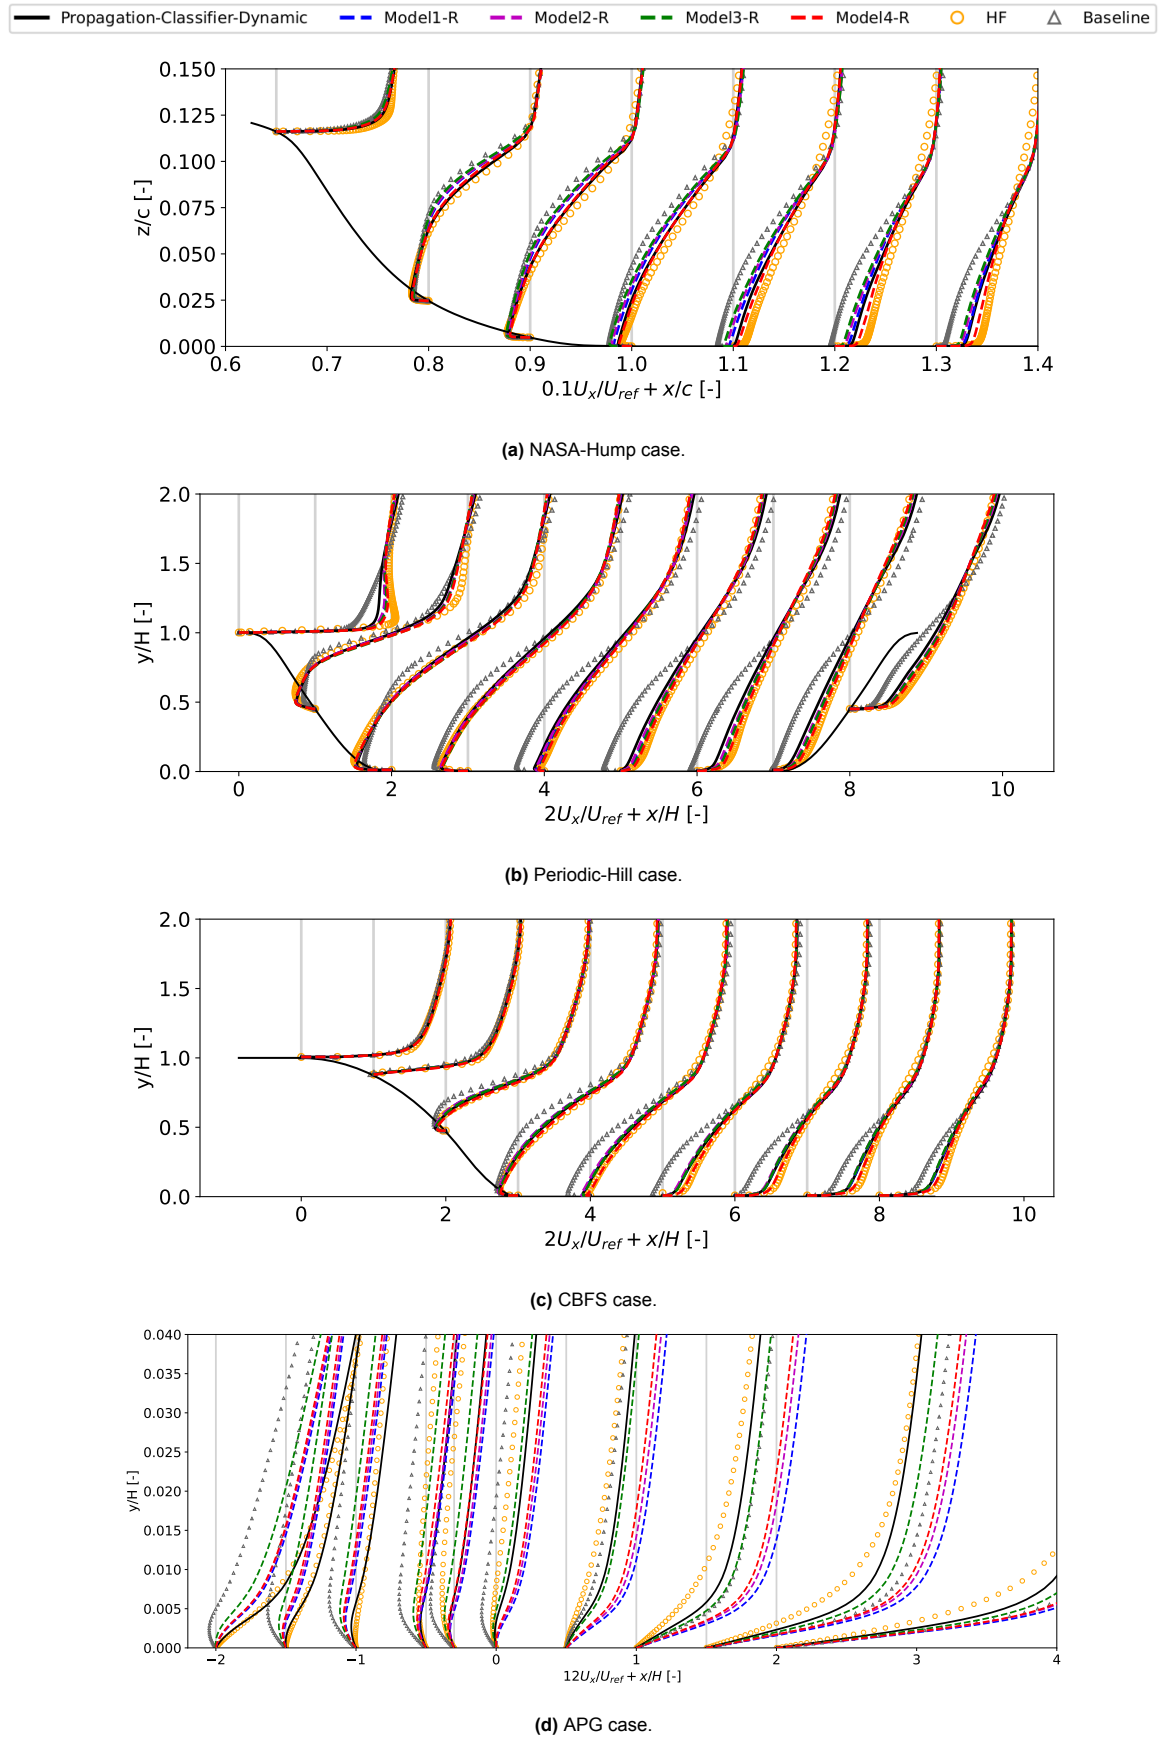 Propagation-Classifier-Dynamic Model1-R Model2-R Model3-R Model4-R HF Baseline
0.150
0.125
0.100
0.075
0.050
0.025
0.000
z/c [-]
0.6 0.7 0.8 0.9 1.0 1.1 1.2 1.3 1.4
0.1U_x/U_ref + x/c [-]
(a) NASA-Hump case.
2.0
1.5
1.0
0.5
0.0
y/H [-]
0 2 4 6 8 10
2U_x/U_ref + x/H [-]
(b) Periodic-Hill case.
2.0
1.5
1.0
0.5
0.0
y/H [-]
0 2 4 6 8 10
2U_x/U_ref + x/H [-]
(c) CBFS case.
0.040
0.035
0.030
0.025
0.020
0.015
0.010
0.005
0.000
y/H [-]
−2 −1 0 1 2 3 4
12U_x/U_ref + x/H [-]
(d) APG case.